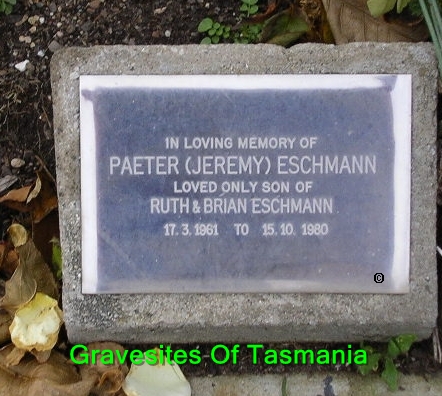 IN LOVING MEMORY OF
PAETER (JEREMY) ESCHMANN
LOVED ONLY SON OF
RUTH & BRIAN ESCHMANN
17. 3. 1961 TO 15. 10. 1980
©
Gravesites Of Tasmania